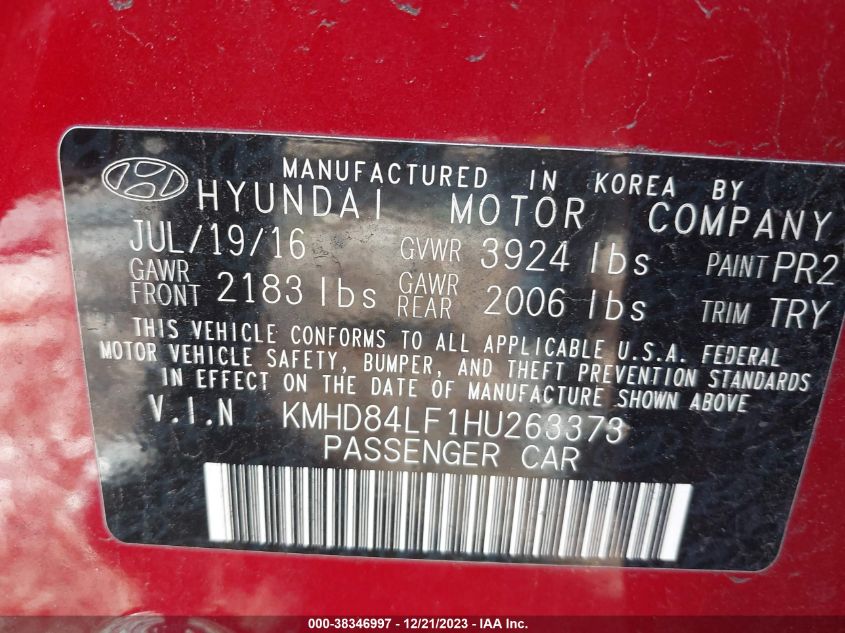 MANUFACTURED IN KOREA BY
HYUNDAI MOTOR COMPANY
JUL/19/16 GVWR 3924 lbs PAINT PR2
GAWR FRONT 2183 lbs GAWR REAR 2006 lbs TRIM TRY
THIS VEHICLE CONFORMS TO ALL APPLICABLE U.S.A. FEDERAL
MOTOR VEHICLE SAFETY, BUMPER, AND THEFT PREVENTION STANDARDS
IN EFFECT ON THE DATE OF MANUFACTURE SHOWN ABOVE
V.I.N KMHD84LF1HU263373
PASSENGER CAR
000-38346997 - 12/21/2023 - IAA Inc.